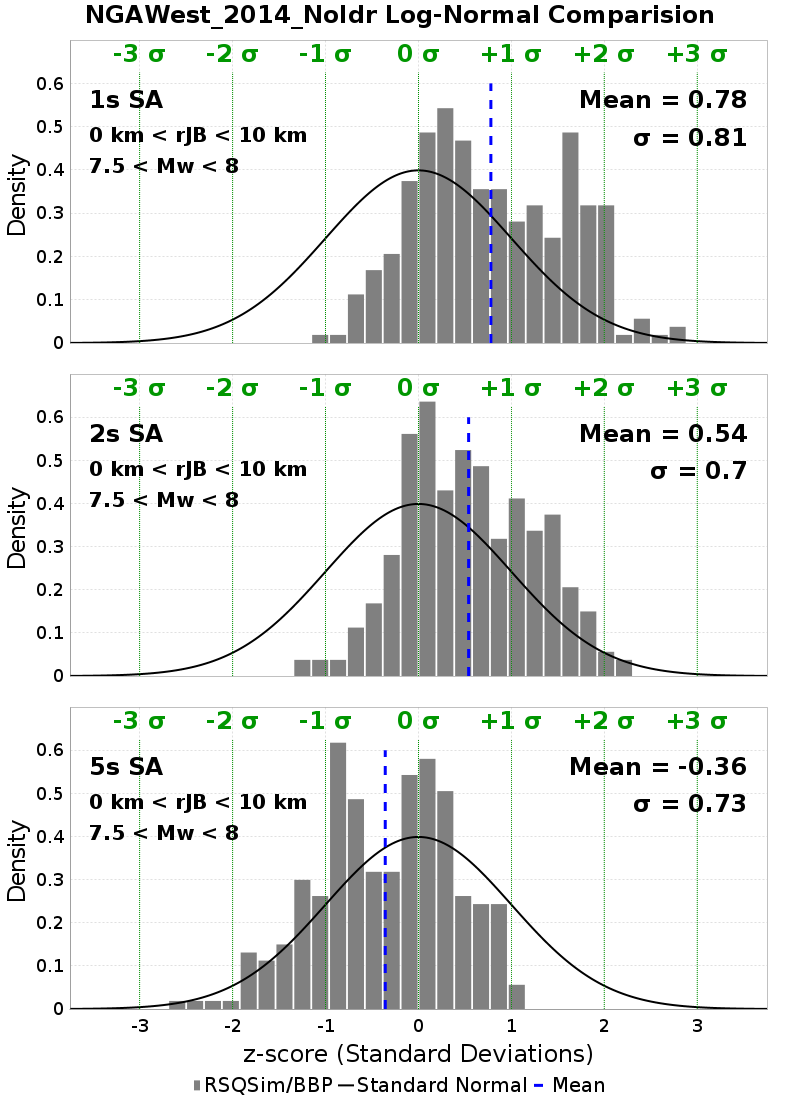 NGAWest_2014_NoIdr Log-Normal Comparision
-3 σ -2 σ -1 σ 0 σ +1 σ +2 σ +3 σ
0.6
1s SA Mean = 0.78
0.5
0 km < rJB < 10 km σ = 0.81
7.5 < Mw < 8
0.4
0.3
0.2
0.1
0
Density
-3 σ -2 σ -1 σ 0 σ +1 σ +2 σ +3 σ
0.6
2s SA Mean = 0.54
0.5
0 km < rJB < 10 km σ = 0.7
7.5 < Mw < 8
0.4
0.3
0.2
0.1
0
Density
-3 σ -2 σ -1 σ 0 σ +1 σ +2 σ +3 σ
0.6
5s SA Mean = -0.36
0.5
0 km < rJB < 10 km σ = 0.73
7.5 < Mw < 8
0.4
0.3
0.2
0.1
0
Density
-3 -2 -1 0 1 2 3
z-score (Standard Deviations)
RSQSim/BBP Standard Normal Mean